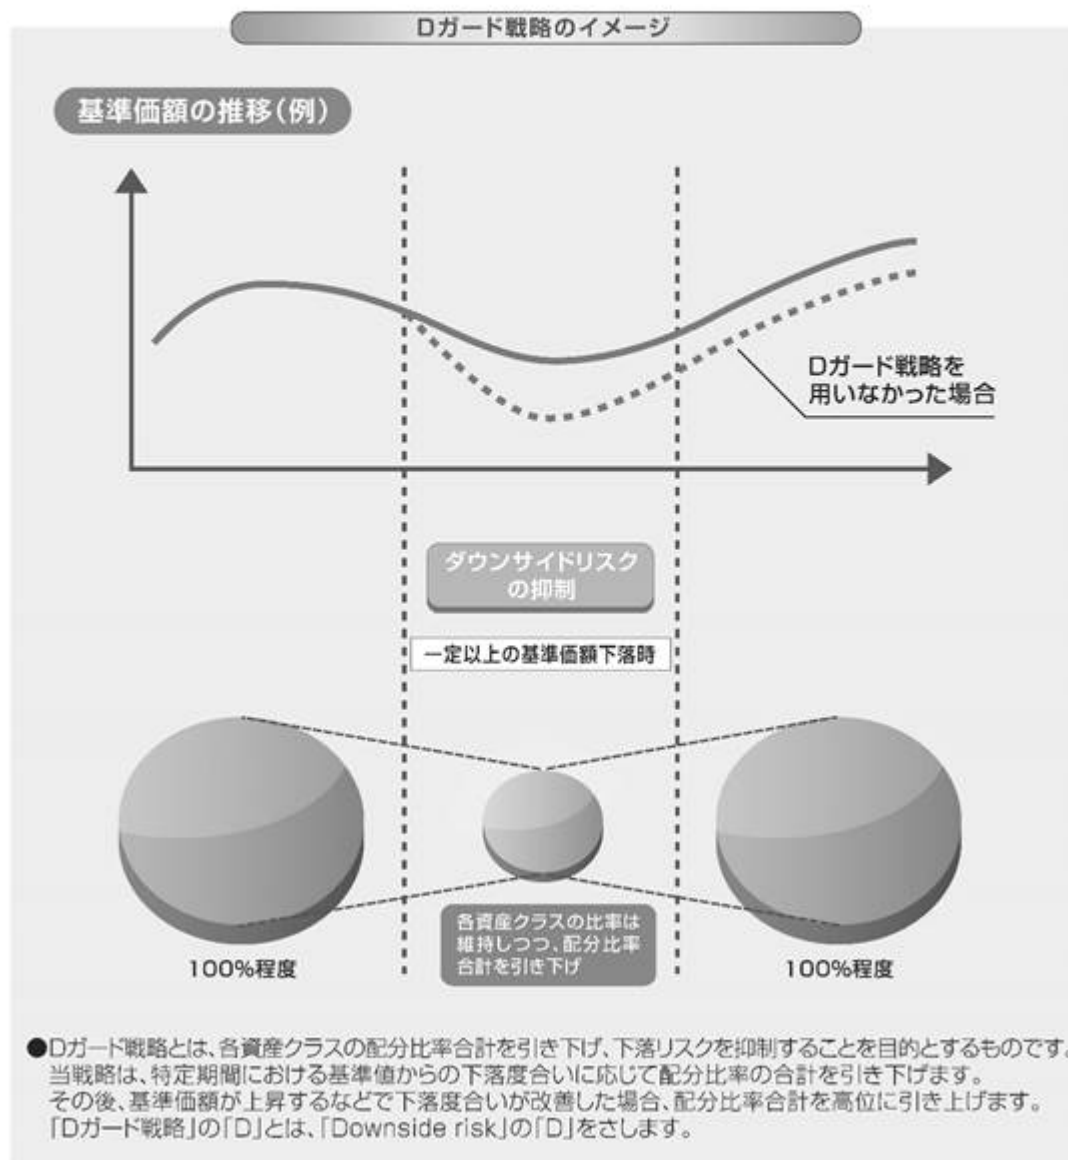 Dガード戦略のイメージ
基準価額の推移(例)
Dガード戦略を
用いなかった場合
ダウンサイドリスク
の抑制
一定以上の基準価額下落時
各資産クラスの比率は
維持しつつ、配分比率
合計を引き下げ
100%程度
100%程度
●Dガード戦略とは、各資産クラスの配分比率合計を引き下げ、下落リスクを抑制することを目的とするものです。
当戦略は、特定期間における基準値からの下落度合いに応じて配分比率の合計を引き下げます。
その後、基準価額が上昇するなどで下落度合いが改善した場合、配分比率合計を高位に引き上げます。
「Dガード戦略」の「D」とは、「Downside risk」の「D」をさします。